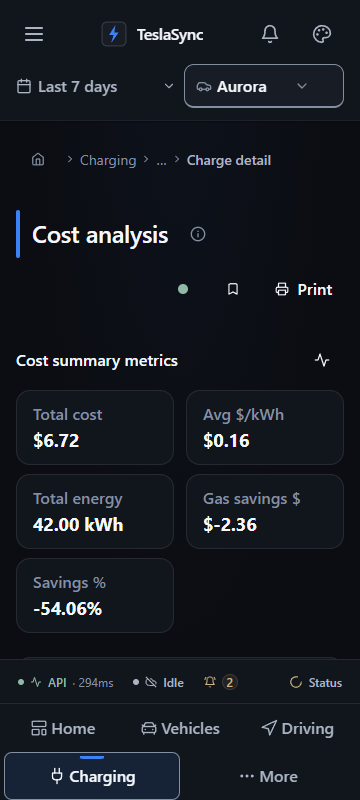 TeslaSync
Last 7 days
Aurora
Charging ... Charge detail
Cost analysis
Print
Cost summary metrics
Total cost
$6.72
Avg $/kWh
$0.16
Total energy
42.00 kWh
Gas savings $
$-2.36
Savings %
-54.06%
API · 294ms
Idle
2
Status
Home
Vehicles
Driving
Charging
More